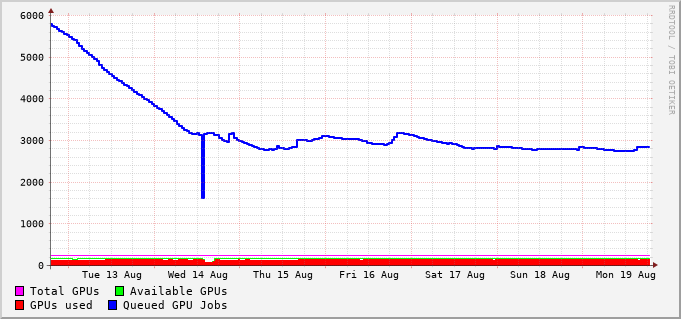 6000
5000
4000
3000
2000
1000
0
Tue 13 Aug Wed 14 Aug Thu 15 Aug Fri 16 Aug Sat 17 Aug Sun 18 Aug Mon 19 Aug
Total GPUs Available GPUs
GPUs used Queued GPU Jobs
RRDTOOL / TOBI OETIKER